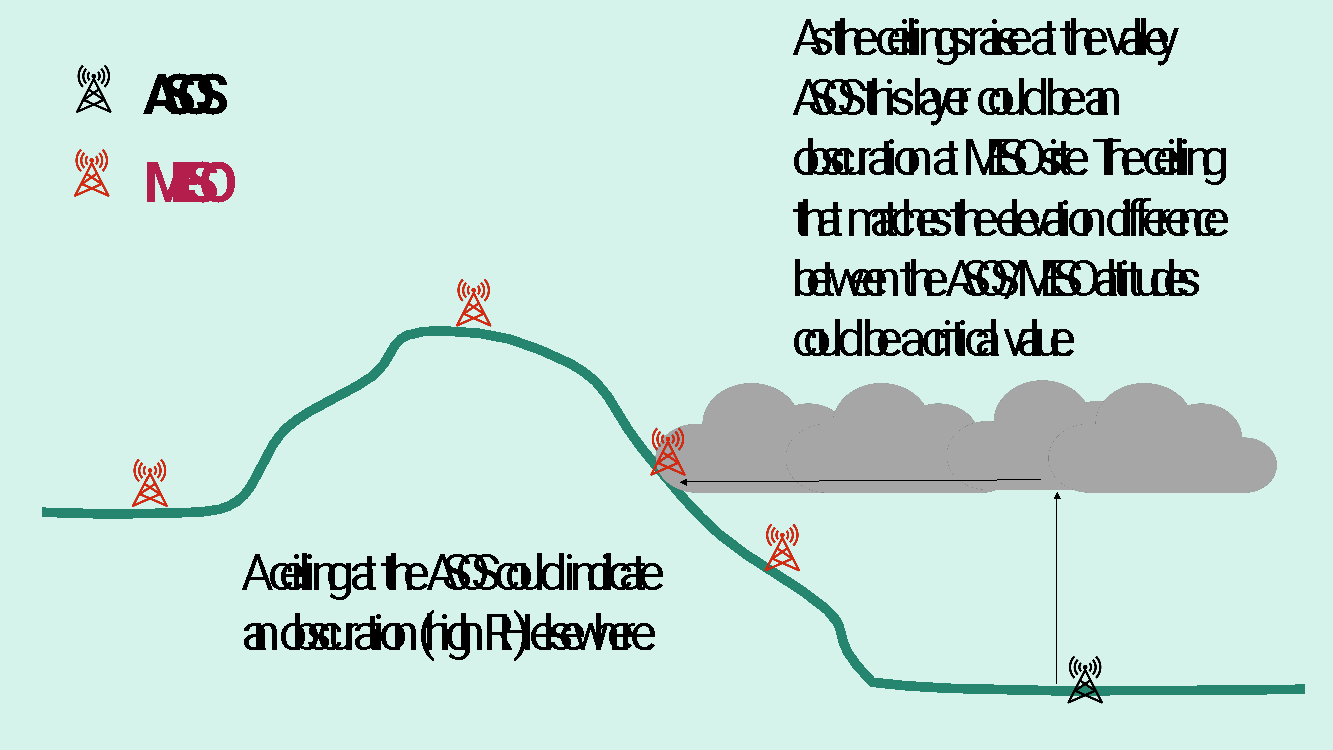 ASOS
MESO
As the ceilings raise at the valley
ASOS this layer could be an
obscuration at MESO site. The ceiling
that matches the elevation difference
between the ASOS/MESO altitudes
could be a critical value
A ceiling at the ASOS could indicate
an obscuration (high RH) elsewhere